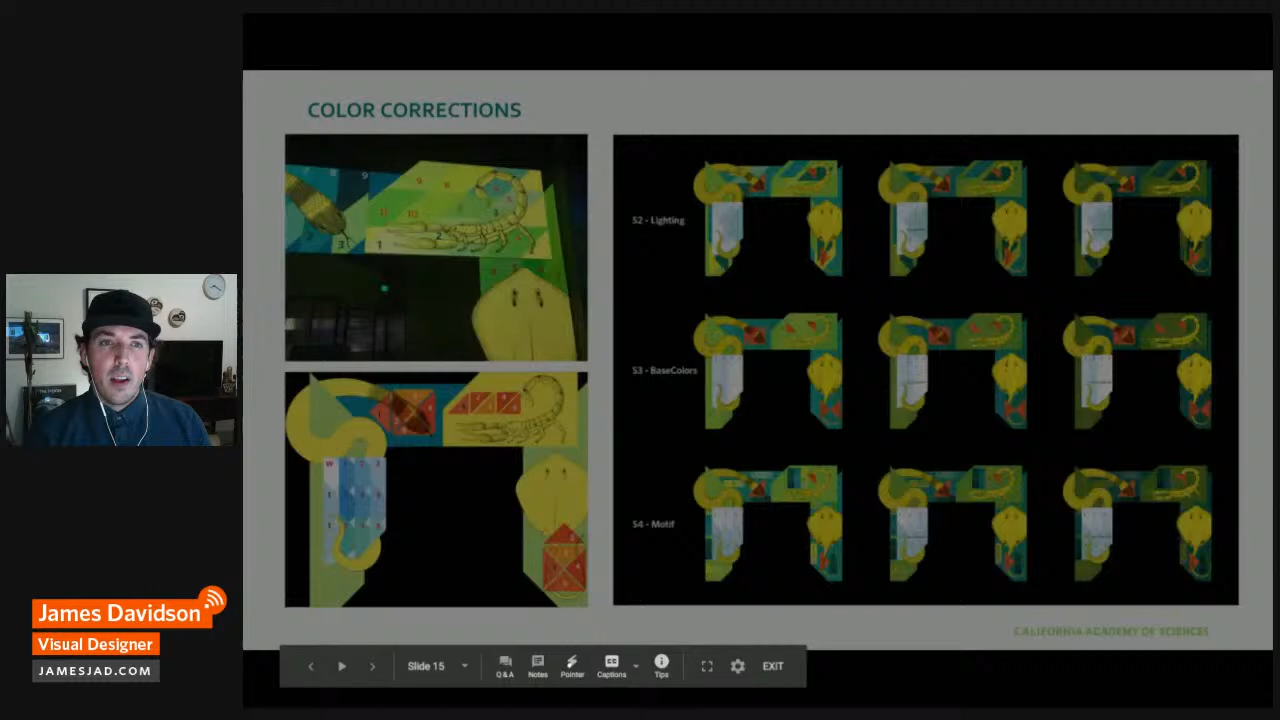 COLOR CORRECTIONS
S2 - Lighting
S3 - BaseColors
S4 - Motif
CALIFORNIA ACADEMY OF SCIENCES
James Davidson
Visual Designer
JAMESJAD.COM
Slide 15
Q&A
Notes
Pointer
CC
Captions
Tips
EXIT